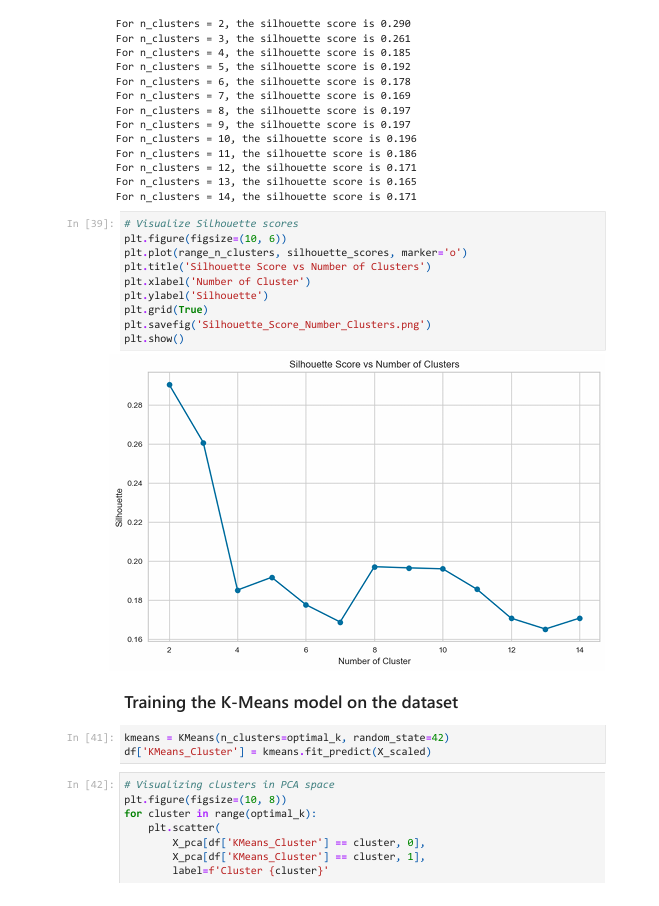 For n_clusters = 2, the silhouette score is 0.290
For n_clusters = 3, the silhouette score is 0.261
For n_clusters = 4, the silhouette score is 0.185
For n_clusters = 5, the silhouette score is 0.192
For n_clusters = 6, the silhouette score is 0.178
For n_clusters = 7, the silhouette score is 0.169
For n_clusters = 8, the silhouette score is 0.197
For n_clusters = 9, the silhouette score is 0.197
For n_clusters = 10, the silhouette score is 0.196
For n_clusters = 11, the silhouette score is 0.186
For n_clusters = 12, the silhouette score is 0.171
For n_clusters = 13, the silhouette score is 0.165
For n_clusters = 14, the silhouette score is 0.171
In [39]: # Visualize Silhouette scores
plt.figure(figsize=(10, 6))
plt.plot(range_n_clusters, silhouette_scores, marker='o')
plt.title('Silhouette Score vs Number of Clusters')
plt.xlabel('Number of Cluster')
plt.ylabel('Silhouette')
plt.grid(True)
plt.savefig('Silhouette_Score_Number_Clusters.png')
plt.show()
Silhouette Score vs Number of Clusters
0.28
0.26
0.24
0.22
0.20
0.18
0.16
Silhouette
2 4 6 8 10 12 14
Number of Cluster
Training the K-Means model on the dataset
In [41]: kmeans = KMeans(n_clusters=optimal_k, random_state=42)
df['KMeans_Cluster'] = kmeans.fit_predict(X_scaled)
In [42]: # Visualizing clusters in PCA space
plt.figure(figsize=(10, 8))
for cluster in range(optimal_k):
    plt.scatter(
        X_pca[df['KMeans_Cluster'] == cluster, 0],
        X_pca[df['KMeans_Cluster'] == cluster, 1],
        label=f'Cluster {cluster}'